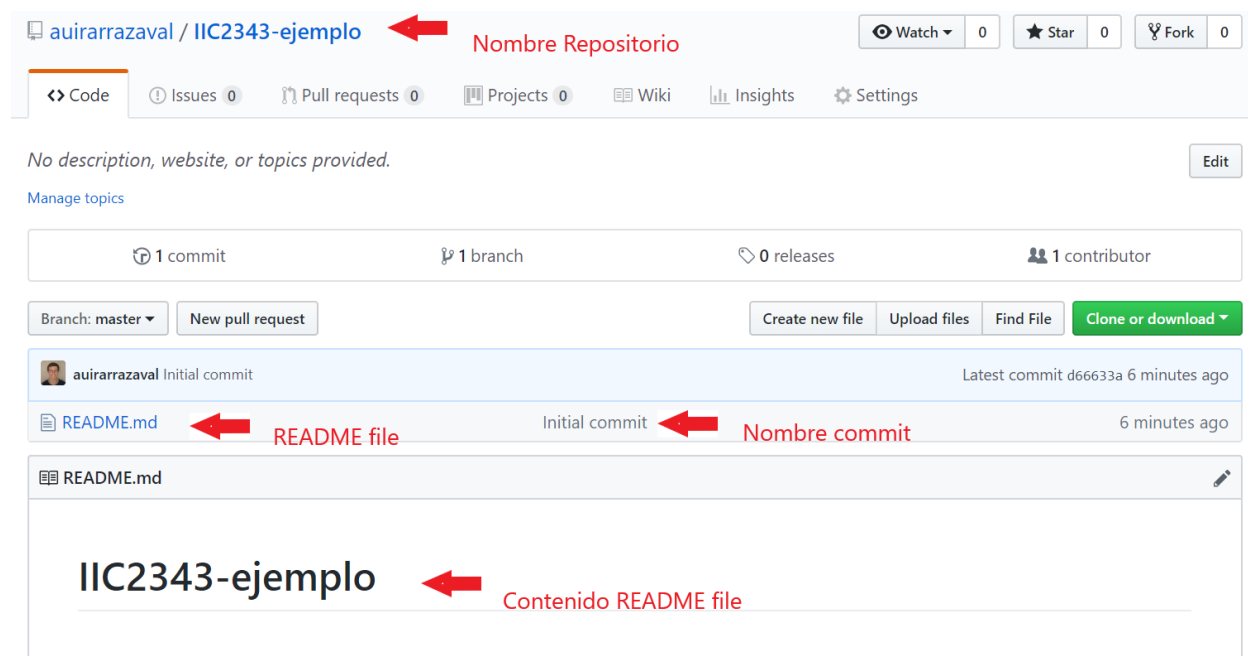 auirarrazaval / IIC2343-ejemplo
Nombre Repositorio
Watch 0 Star 0 Fork 0
Code Issues 0 Pull requests 0 Projects 0 Wiki Insights Settings
No description, website, or topics provided.
Edit
Manage topics
1 commit 1 branch 0 releases 1 contributor
Branch: master New pull request Create new file Upload files Find File Clone or download
auirarrazaval Initial commit Latest commit d66633a 6 minutes ago
README.md Initial commit 6 minutes ago
README file Nombre commit
README.md
IIC2343-ejemplo
Contenido README file